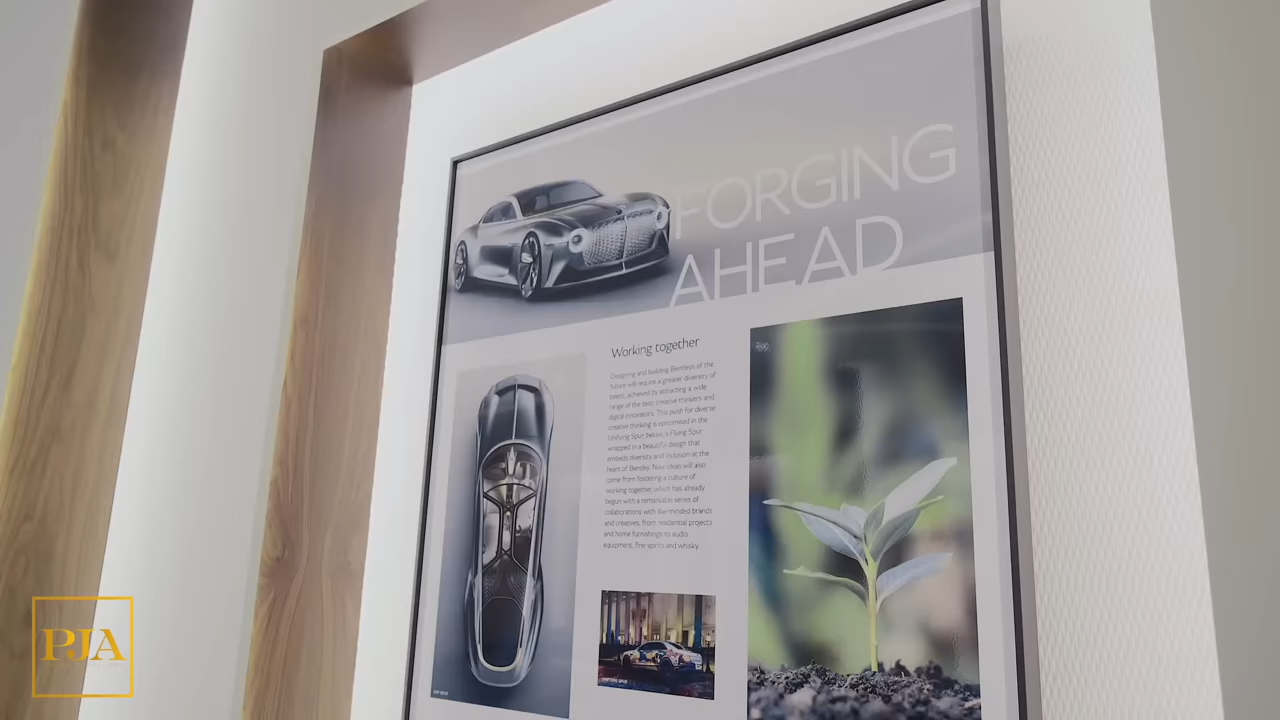 FORGING
AHEAD
Working together
Designing and building Bentleys of the
future will require a greater diversity of
talent, achieved by attracting a wide
range of the best creative thinkers and
digital innovators. This push for diverse
creative thinking is epitomised in the
Unifying Spur, below, a Flying Spur
wrapped in a beautiful design that
embeds diversity and inclusion at the
heart of Bentley. New ideas will also
come from fostering a culture of
working together, which has already
begun with a remarkable series of
collaborations with like-minded brands
and creatives, from residential projects
and home furnishings to audio
equipment, fine spirits and whisky.
PJA